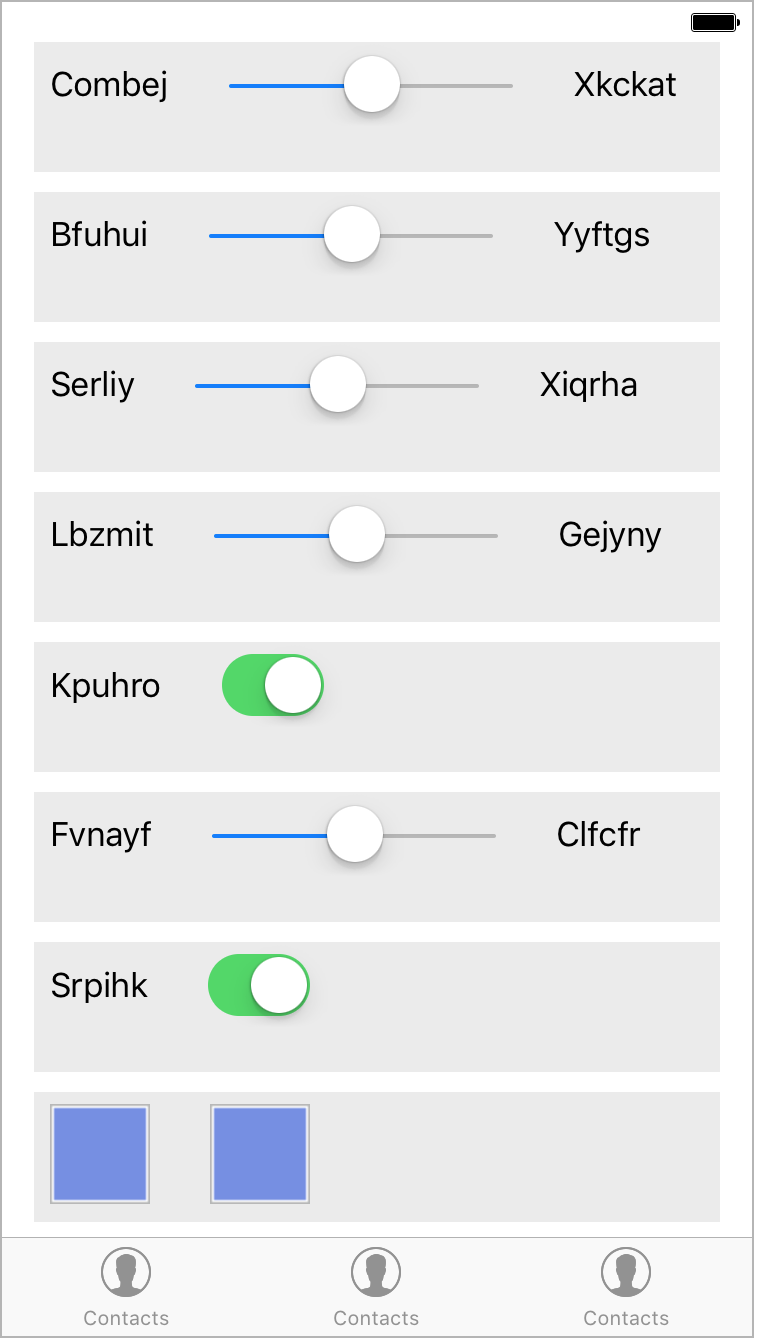 Combej Xkckat
Bfuhui Yyftgs
Serliy Xiqrha
Lbzmit Gejyny
Kpuhro
Fvnayf Clfcfr
Srpihk
Contacts Contacts Contacts